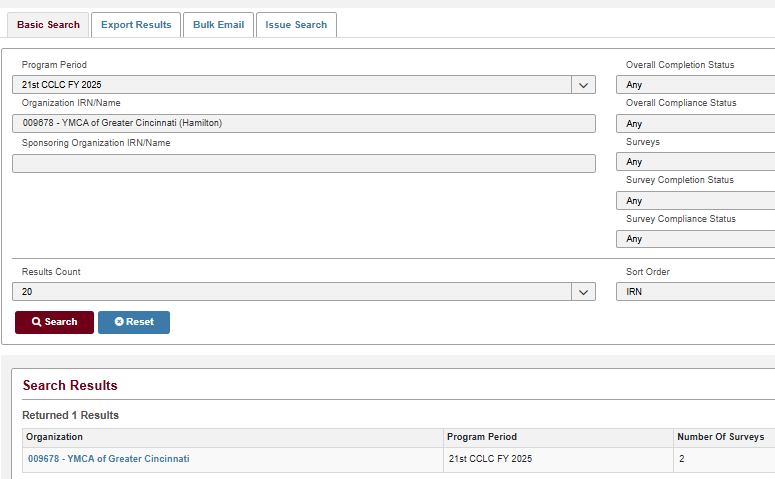 Basic Search Export Results Bulk Email Issue Search
Program Period Overall Completion Status
21st CCLC FY 2025 Any
Organization IRN/Name Overall Compliance Status
009678 - YMCA of Greater Cincinnati (Hamilton) Any
Sponsoring Organization IRN/Name Surveys
Any
Survey Completion Status
Any
Survey Compliance Status
Any
Results Count Sort Order
20 IRN
Search Reset
Search Results
Returned 1 Results
Organization Program Period Number Of Surveys
009678 - YMCA of Greater Cincinnati 21st CCLC FY 2025 2